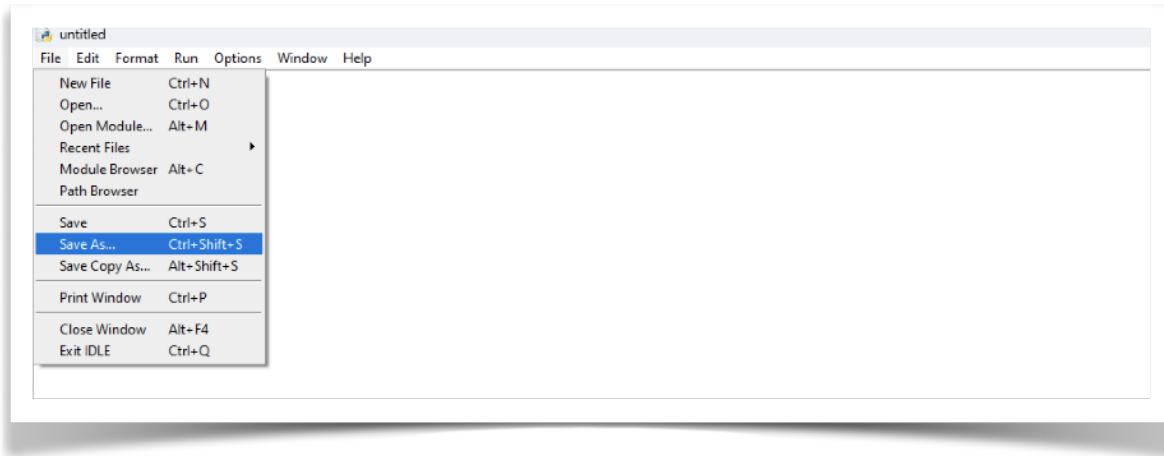 untitled
File Edit Format Run Options Window Help
New File Ctrl+N
Open... Ctrl+O
Open Module... Alt+M
Recent Files
Module Browser Alt+C
Path Browser
Save Ctrl+S
Save As... Ctrl+Shift+S
Save Copy As... Alt+Shift+S
Print Window Ctrl+P
Close Window Alt+F4
Exit IDLE Ctrl+Q